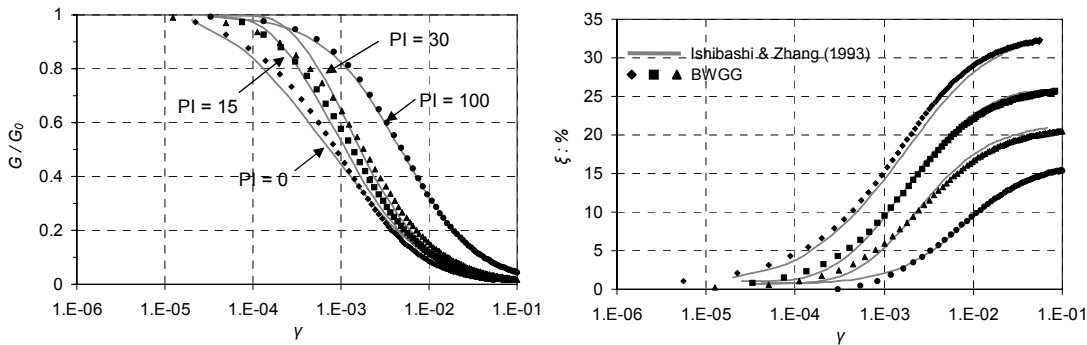 1
0.8
0.6
0.4
0.2
0
G / G0
PI = 30
PI = 15
PI = 100
PI = 0
1.E-06 1.E-05 1.E-04 1.E-03 1.E-02 1.E-01
γ
35
30
25
20
15
10
5
0
ξ : %
Ishibashi & Zhang (1993)
BWGG
1.E-06 1.E-05 1.E-04 1.E-03 1.E-02 1.E-01
γ